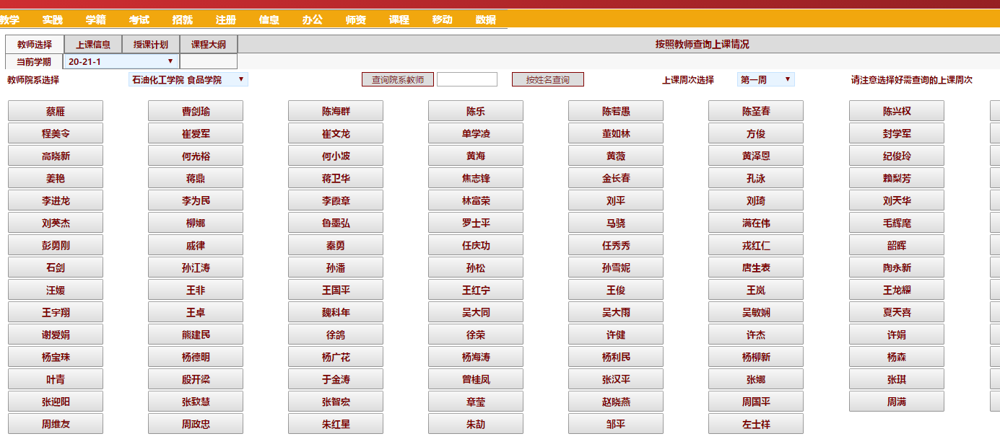 教学 实践 学籍 考试 招就 注册 信息 办公 师资 课程 移动 数据
教师选择 上课信息 授课计划 课程大纲 按照教师查询上课情况
当前学期 20-21-1
教师院系选择 石油化工学院 食品学院 查询院系教师 按姓名查询 上课周次选择 第一周 请注意选择好需查询的上课周次
蔡雁 曹剑瑜 陈海群 陈乐 陈若愚 陈圣春 陈兴权
程美令 崔爱军 崔文龙 单学凌 董如林 方俊 封学军
高晓新 何光裕 何小波 黄海 黄薇 黄泽恩 纪俊玲
姜艳 蒋鼎 蒋卫华 焦志锋 金长春 孔泳 赖梨芳
李进龙 李为民 李霞章 林富荣 刘平 刘琦 刘天华
刘英杰 柳娜 鲁墨弘 罗士平 马骁 满在伟 毛辉麾
彭勇刚 戚律 秦勇 任庆功 任秀秀 戎红仁 韶晖
石剑 孙江涛 孙潘 孙松 孙雪妮 唐生表 陶永新
汪媛 王非 王国平 王红宁 王俊 王岚 王龙耀
王宇翔 王卓 魏科年 吴大同 吴大雨 吴敏娴 夏天喜
谢爱娟 熊建民 徐鸽 徐荣 许健 许杰 许娟
杨宝珠 杨德明 杨广花 杨海涛 杨利民 杨柳新 杨森
叶青 殷开梁 于金涛 曾桂凤 张汉平 张娜 张琪
张迎阳 张致慧 张智宏 章莹 赵晓燕 周国平 周满
周维友 周政忠 朱红星 朱劼 邹平 左士祥